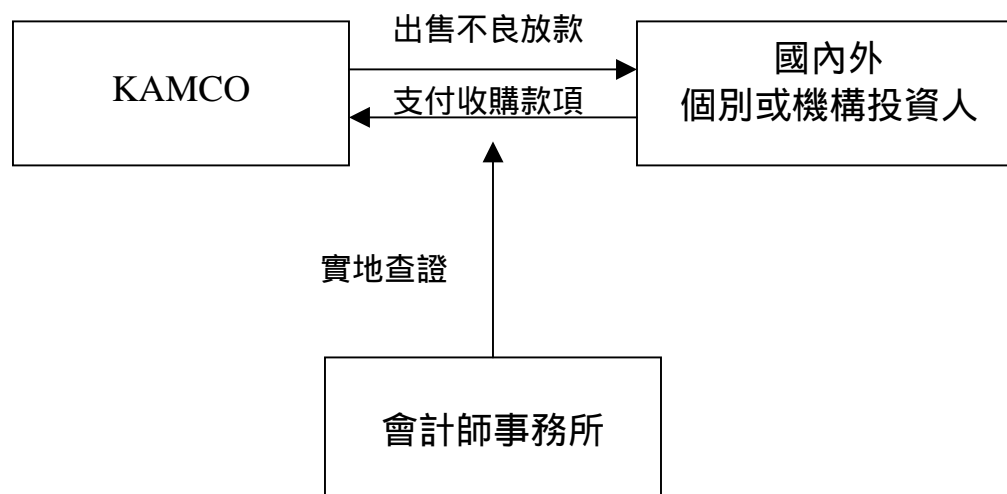 出售不良放款
KAMCO
國內外
個別或機構投資人
支付收購款項
實地查證
會計師事務所